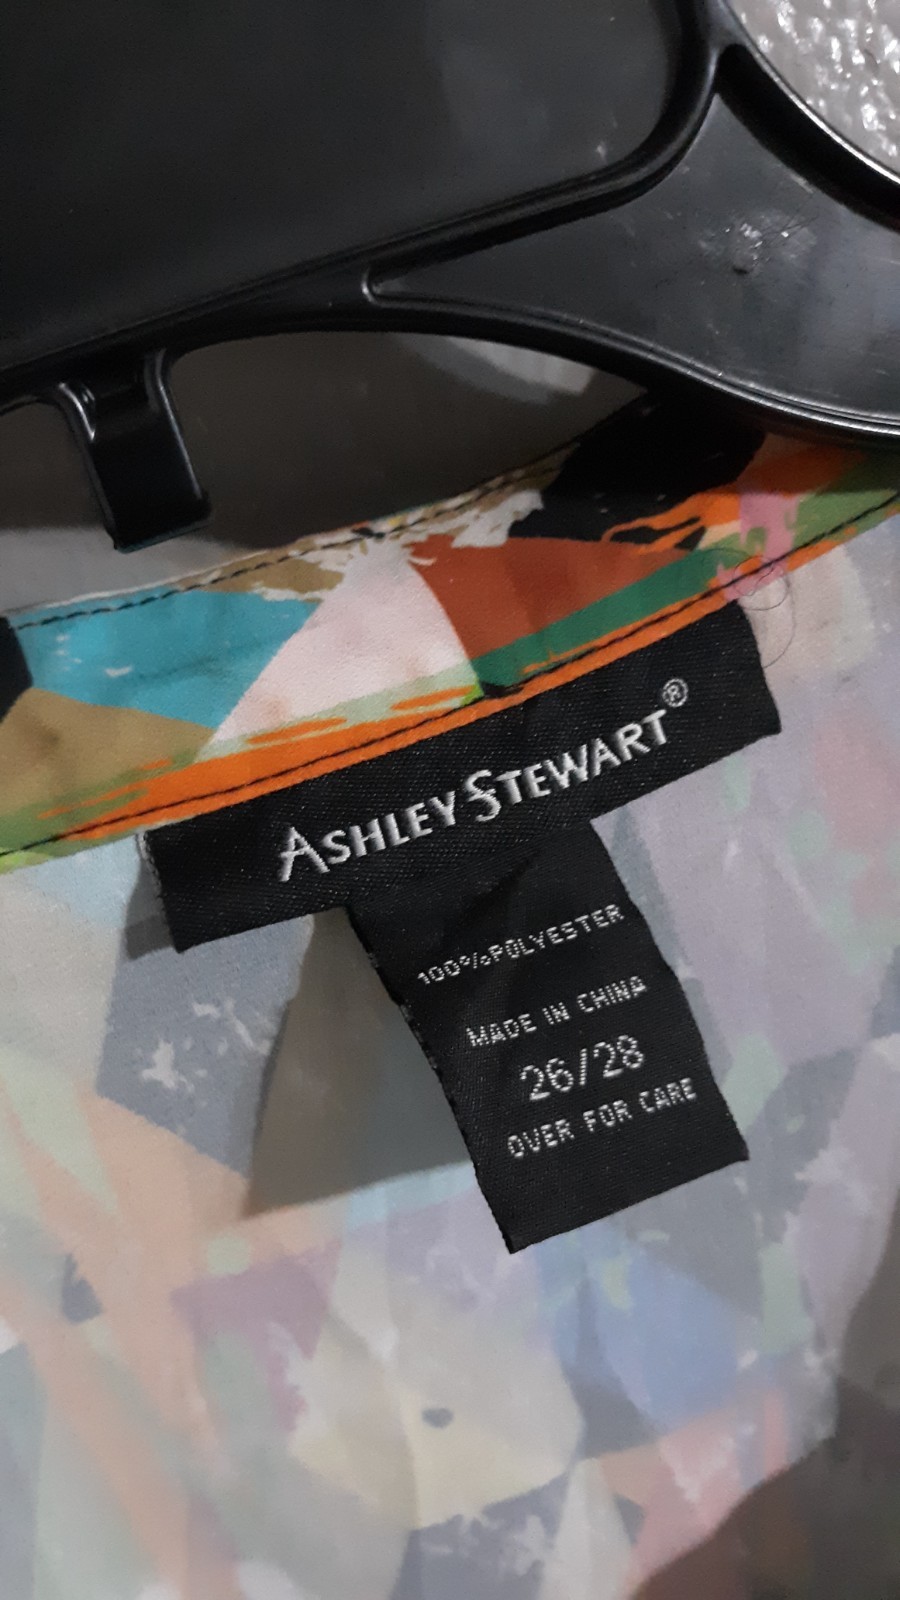 ASHLEY STEWART®
100%POLYESTER
MADE IN CHINA
26/28
OVER FOR CARE